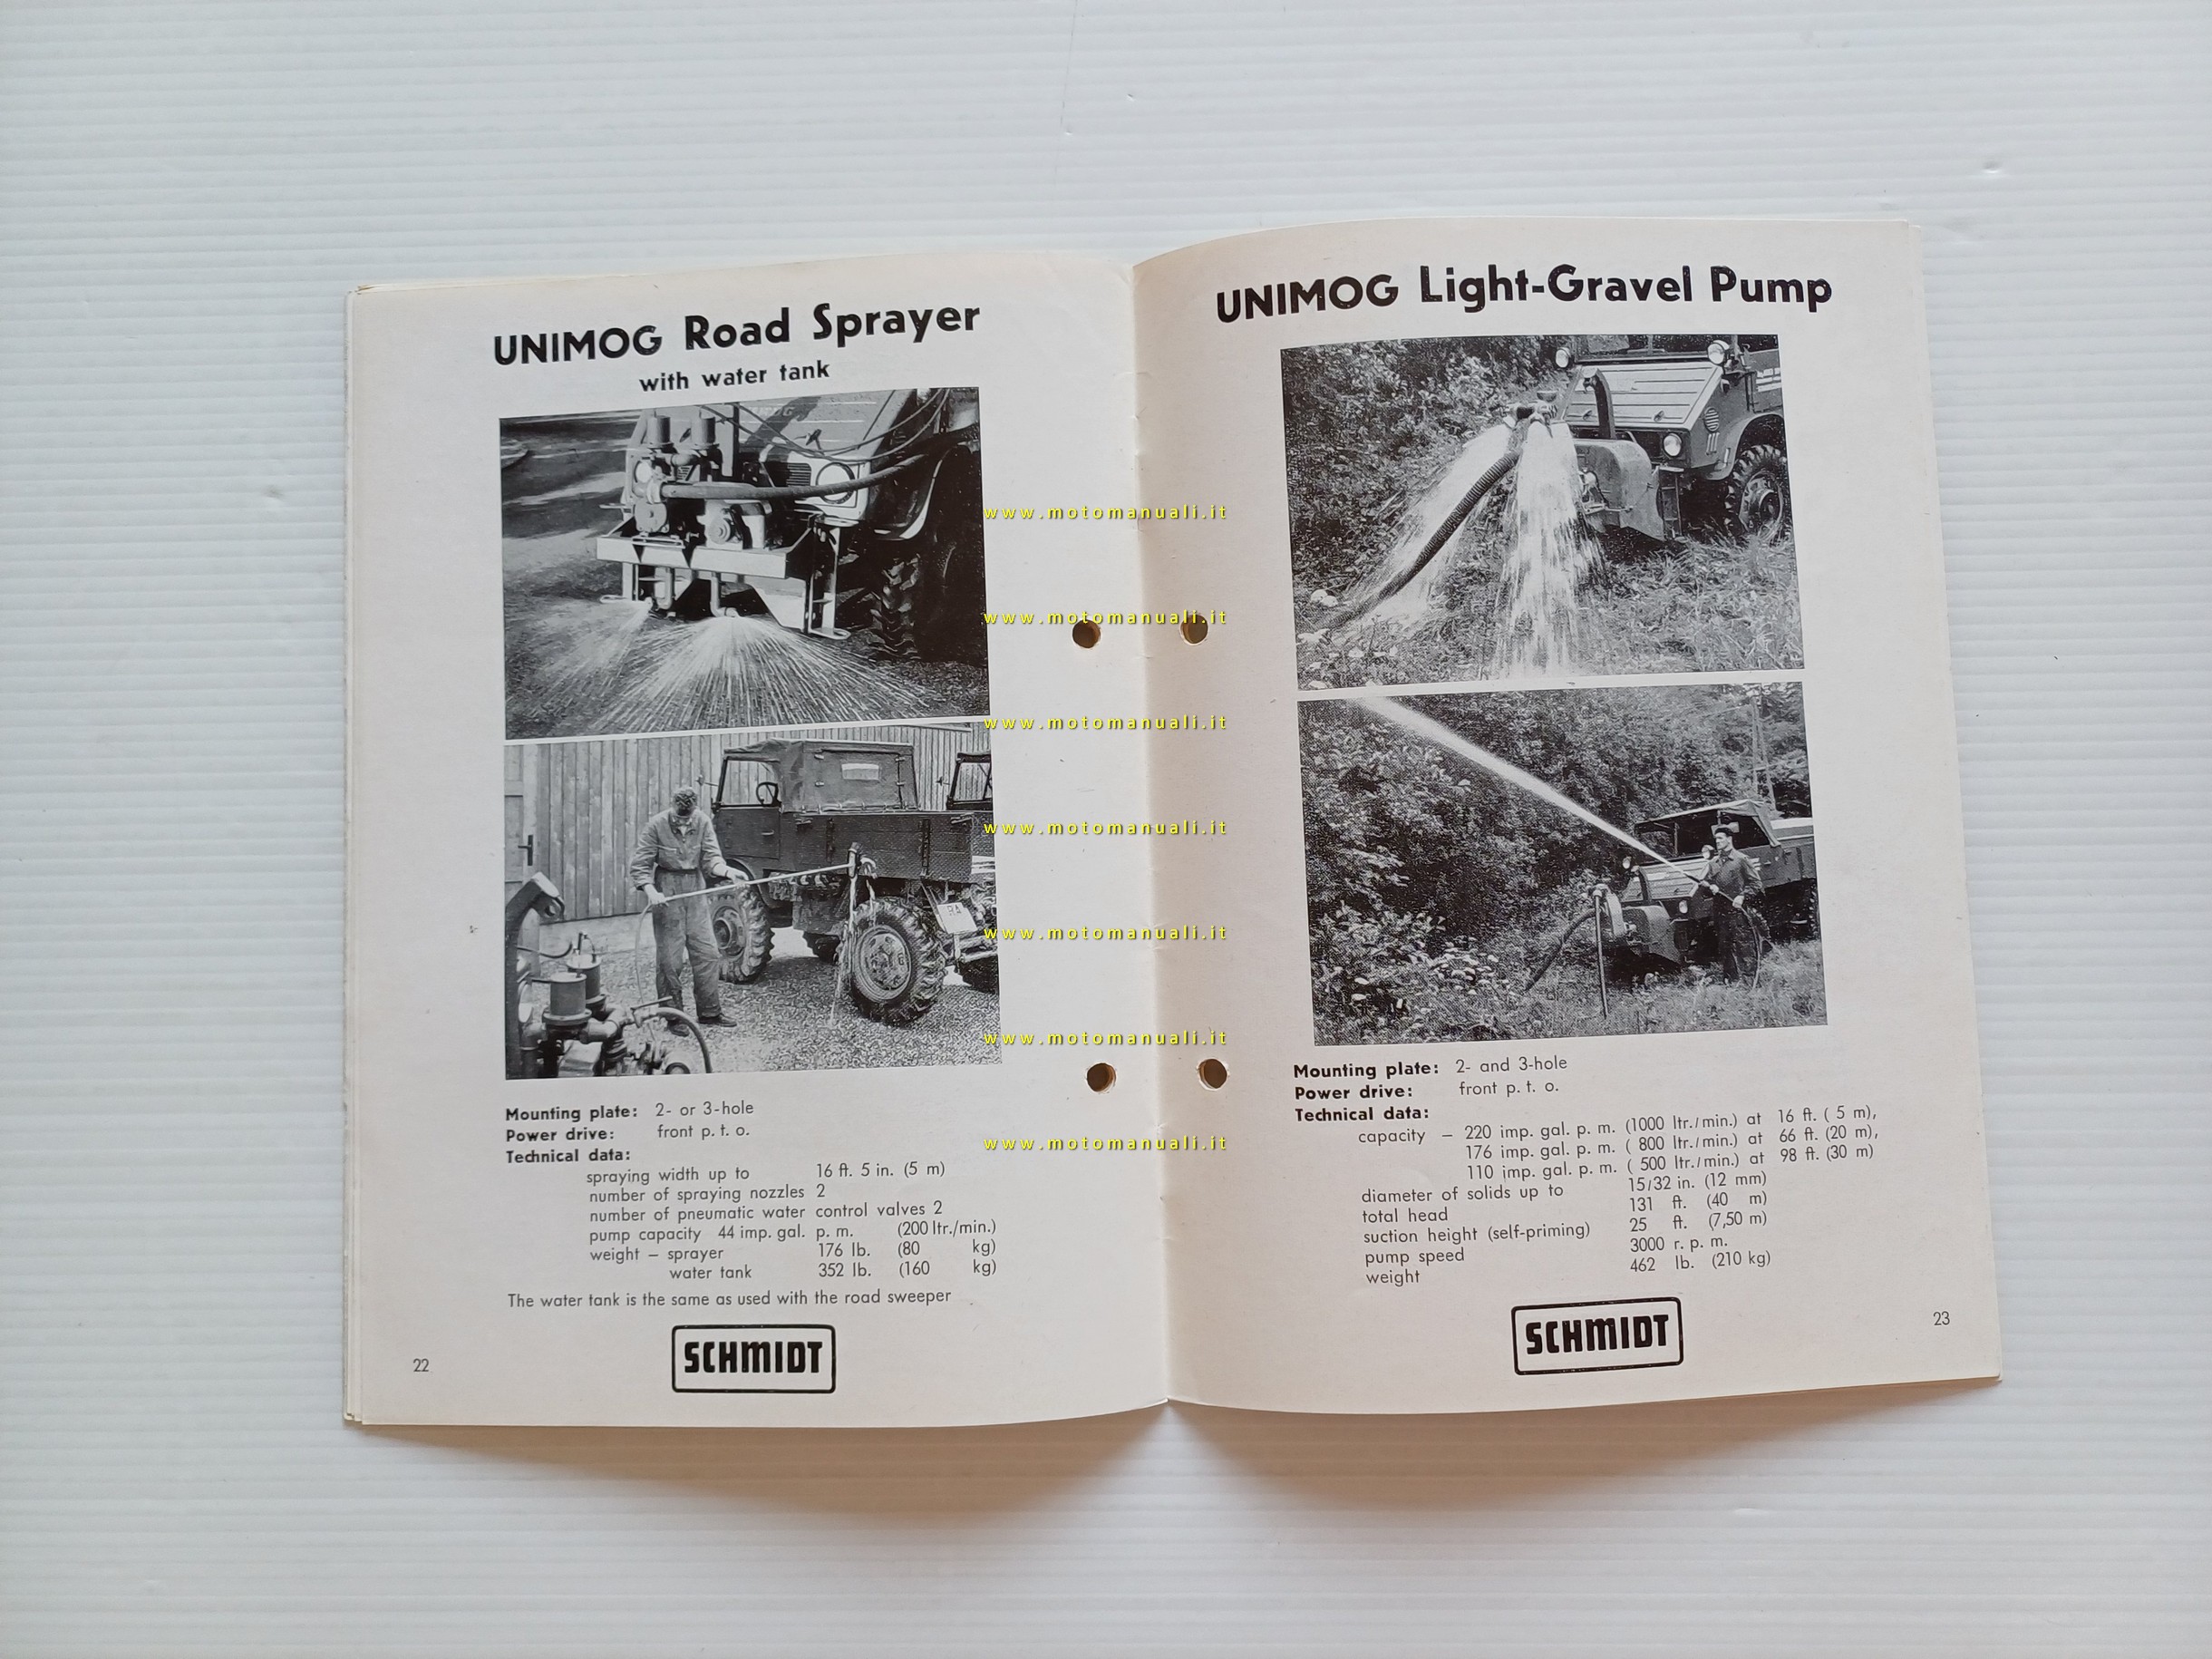 UNIMOG Road Sprayer
with water tank
Mounting plate: 2- or 3-hole
Power drive: front p. t. o.
Technical data:
spraying width up to 16 ft. 5 in. (5 m)
number of spraying nozzles 2
number of pneumatic water control valves 2
pump capacity 44 imp. gal. p. m. (200 ltr./min.)
weight – sprayer 176 lb. (80 kg)
water tank 352 lb. (160 kg)
The water tank is the same as used with the road sweeper
SCHMIDT
22
www.motomanuali.it
www.motomanuali.it
www.motomanuali.it
www.motomanuali.it
www.motomanuali.it
www.motomanuali.it
www.motomanuali.it
UNIMOG Light-Gravel Pump
Mounting plate: 2- and 3-hole
Power drive: front p. t. o.
Technical data:
capacity – 220 imp. gal. p. m. (1000 ltr./min.) at 16 ft. ( 5 m),
176 imp. gal. p. m. ( 800 ltr./min.) at 66 ft. (20 m),
110 imp. gal. p. m. ( 500 ltr./min.) at 98 ft. (30 m)
diameter of solids up to 15/32 in. (12 mm)
total head 131 ft. (40 m)
suction height (self-priming) 25 ft. (7,50 m)
pump speed 3000 r. p. m.
weight 462 lb. (210 kg)
SCHMIDT
23